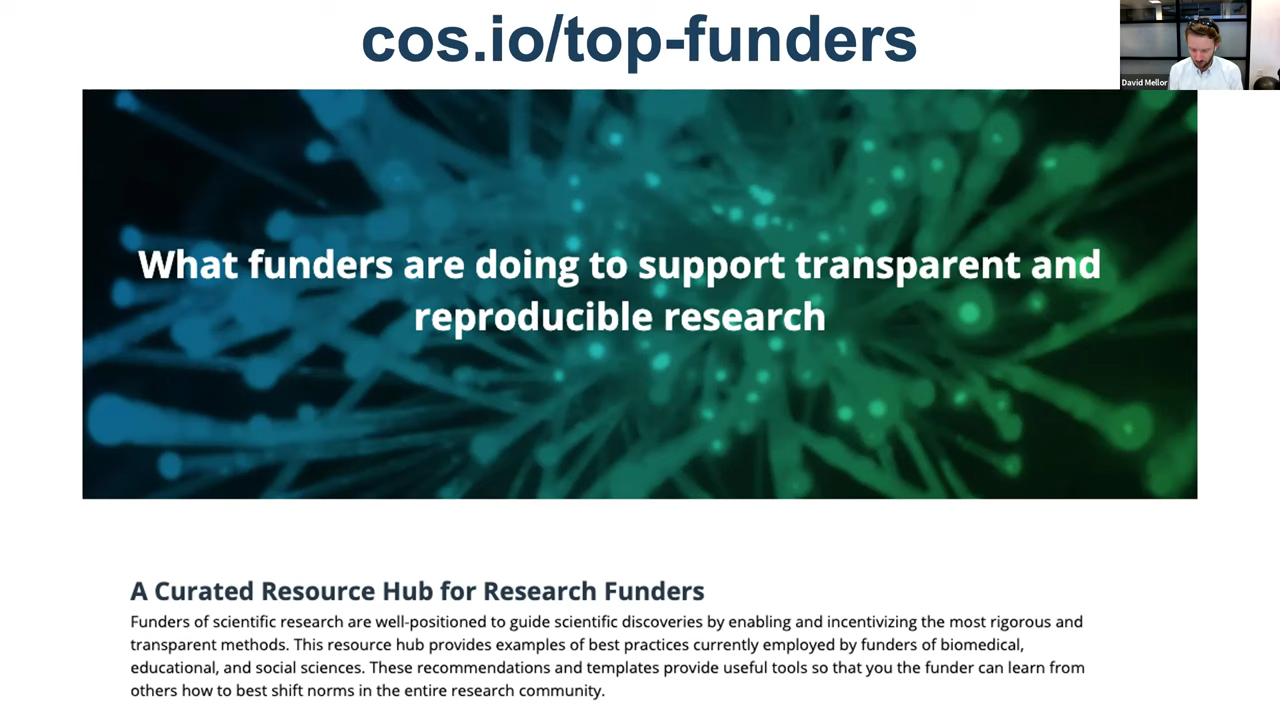 cos.io/top-funders
David Mellor
What funders are doing to support transparent and
reproducible research
A Curated Resource Hub for Research Funders
Funders of scientific research are well-positioned to guide scientific discoveries by enabling and incentivizing the most rigorous and
transparent methods. This resource hub provides examples of best practices currently employed by funders of biomedical,
educational, and social sciences. These recommendations and templates provide useful tools so that you the funder can learn from
others how to best shift norms in the entire research community.